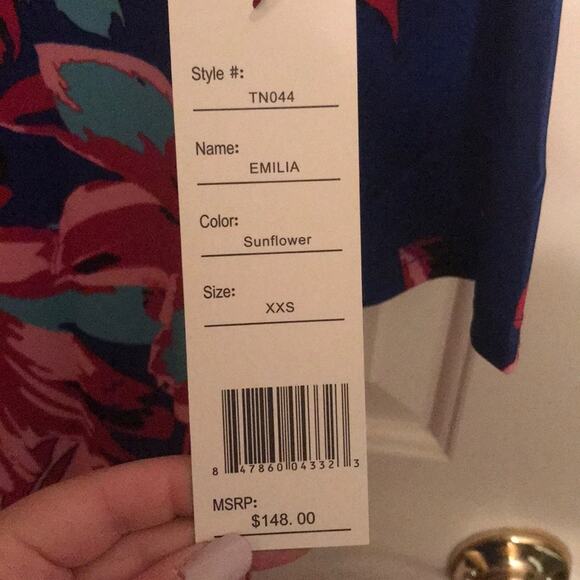 Style #:
TN044
Name:
EMILIA
Color:
Sunflower
Size:
XXS
8 47860 04332 3
MSRP:
$148.00